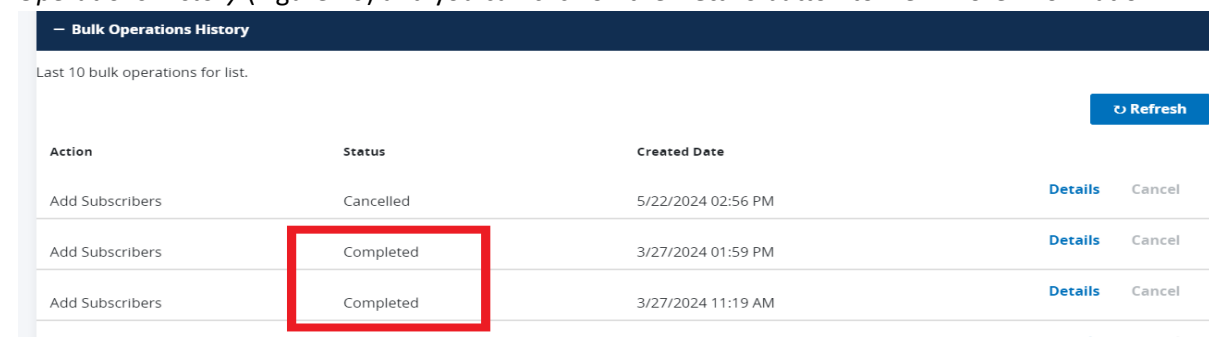 — Bulk Operations History
Last 10 bulk operations for list.
↻ Refresh
Action Status Created Date
Add Subscribers Cancelled 5/22/2024 02:56 PM Details Cancel
Add Subscribers Completed 3/27/2024 01:59 PM Details Cancel
Add Subscribers Completed 3/27/2024 11:19 AM Details Cancel